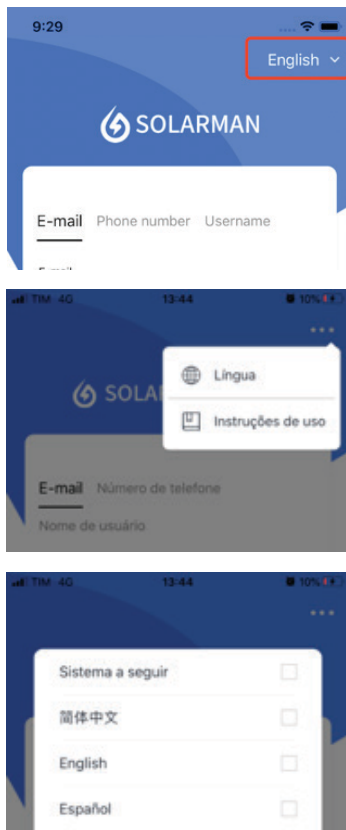 9:29
English
SOLARMAN
E-mail Phone number Username
TIM 4G 13:44 10%
Língua
SOLA
Instruções de uso
E-mail Número de telefone
Nome de usuário
TIM 4G 13:44 10%
Sistema a seguir
简体中文
English
Español